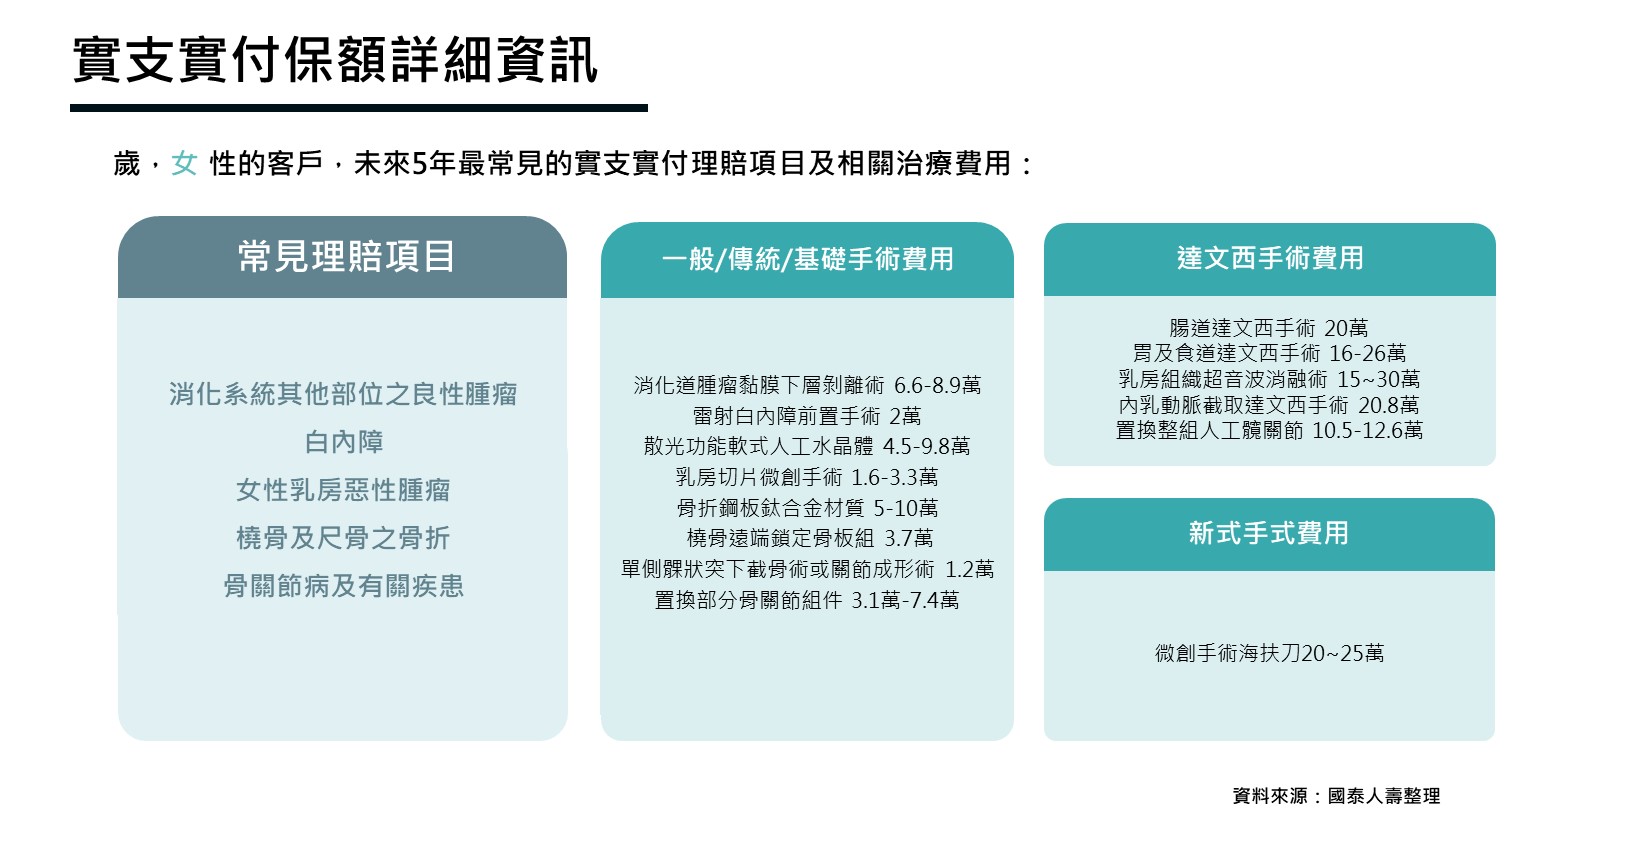 實支實付保額詳細資訊
歲，女 性的客戶，未來5年最常見的實支實付理賠項目及相關治療費用：
常見理賠項目
消化系統其他部位之良性腫瘤
白內障
女性乳房惡性腫瘤
橈骨及尺骨之骨折
骨關節病及有關疾患
一般/傳統/基礎手術費用
消化道腫瘤黏膜下層剝離術 6.6-8.9萬
雷射白內障前置手術 2萬
散光功能軟式人工水晶體 4.5-9.8萬
乳房切片微創手術 1.6-3.3萬
骨折鋼板鈦合金材質 5-10萬
橈骨遠端鎖定骨板組 3.7萬
單側髁狀突下截骨術或關節成形術 1.2萬
置換部分骨關節組件 3.1萬-7.4萬
達文西手術費用
腸道達文西手術 20萬
胃及食道達文西手術 16-26萬
乳房組織超音波消融術 15~30萬
內乳動脈截取達文西手術 20.8萬
置換整組人工髖關節 10.5-12.6萬
新式手式費用
微創手術海扶刀20~25萬
資料來源：國泰人壽整理